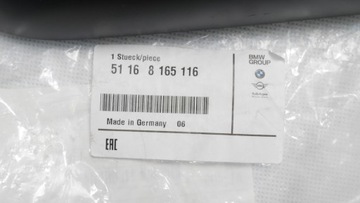 1 Stueck/piece
51 16 8 165 116
BMW
GROUP
Made in Germany 06
EAC